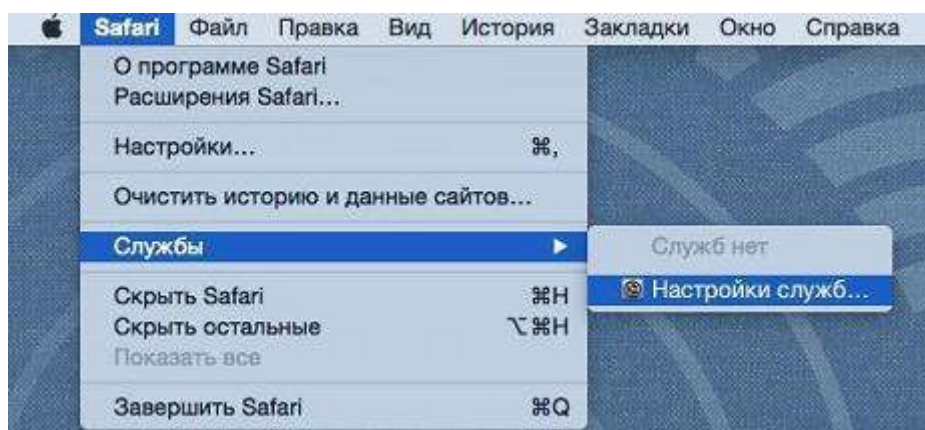 Safari Файл Правка Вид История Закладки Окно Справка
О программе Safari
Расширения Safari...
Настройки... ⌘,
Очистить историю и данные сайтов...
Службы ▶
Служб нет
Настройки служб...
Скрыть Safari ⌘H
Скрыть остальные ⌥⌘H
Показать все
Завершить Safari ⌘Q